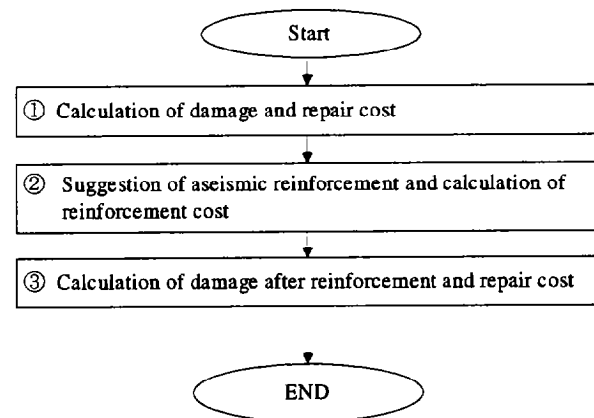 Start
① Calculation of damage and repair cost
② Suggestion of aseismic reinforcement and calculation of
reinforcement cost
③ Calculation of damage after reinforcement and repair cost
END